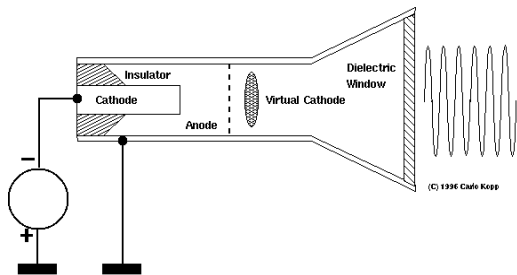 Insulator
Cathode
Anode
Virtual Cathode
Dielectric
Window
−
+
(C) 1996 Carlo Kopp